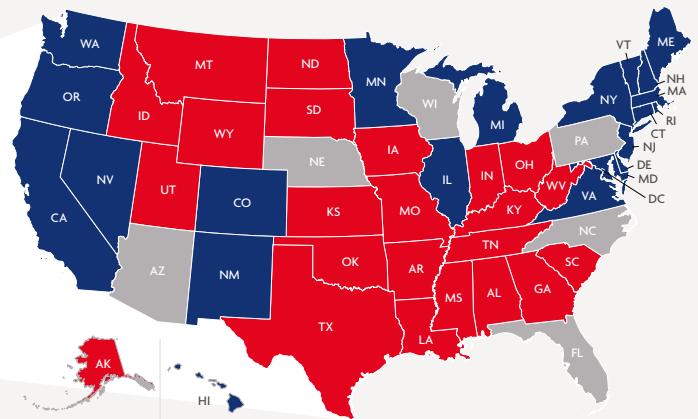 WA
MT
ND
MN
VT
ME
OR
ID
WY
SD
WI
MI
NY
NH
MA
RI
CT
NV
UT
CO
NE
IA
IL
IN
OH
PA
NJ
DE
MD
DC
CA
AZ
NM
KS
MO
KY
WV
VA
OK
AR
TN
NC
SC
TX
LA
MS
AL
GA
FL
AK
HI